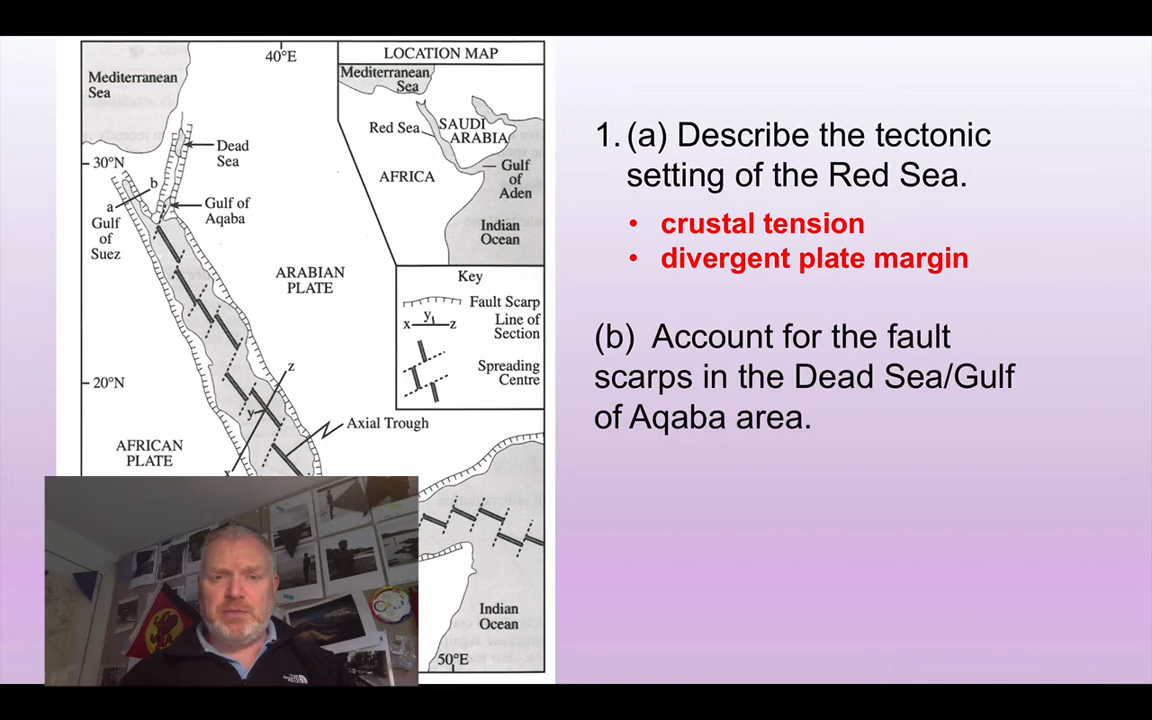 40°E
LOCATION MAP
Mediterranean
Sea
Mediterranean
Sea
Red Sea
SAUDI
ARABIA
Dead
Sea
30°N
b
AFRICA
Gulf
of
Aden
a
Gulf of
Aqaba
Gulf
of
Suez
Indian
Ocean
ARABIAN
PLATE
Key
Fault Scarp
x y z
Line of
Section
Spreading
Centre
20°N
z
y
x
Axial Trough
AFRICAN
PLATE
Indian
Ocean
50°E
1. (a) Describe the tectonic
setting of the Red Sea.
• crustal tension
• divergent plate margin
(b) Account for the fault
scarps in the Dead Sea/Gulf
of Aqaba area.